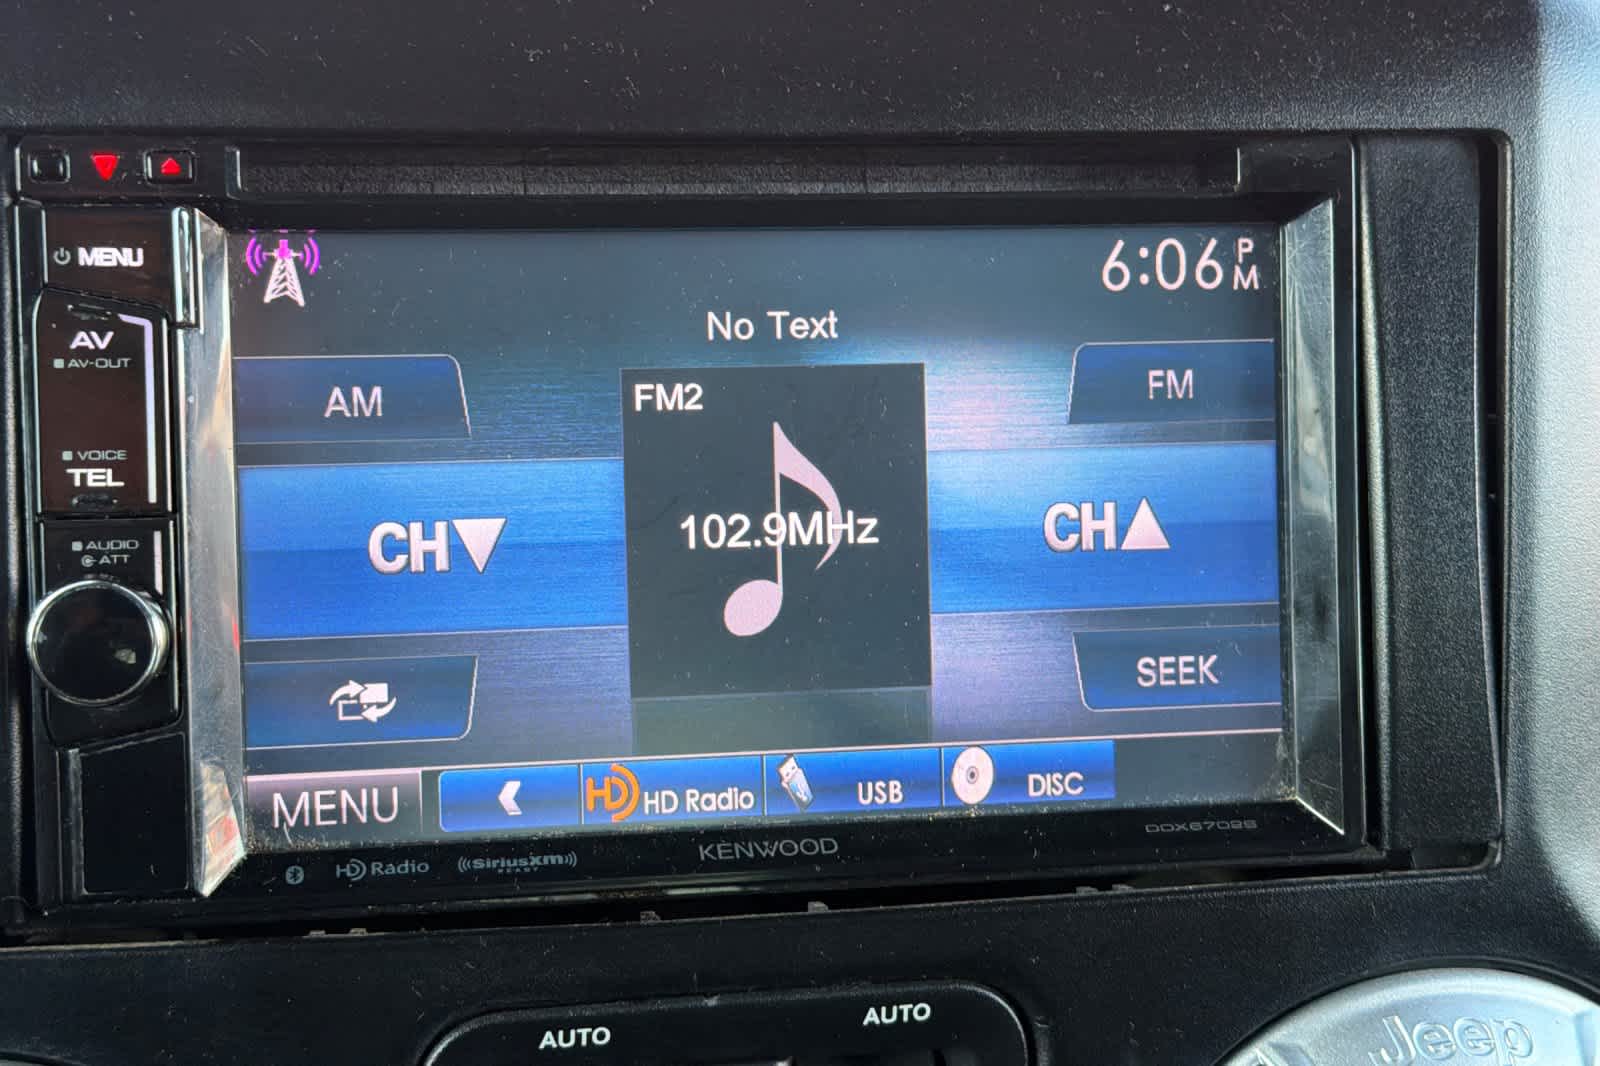 MENU
6:06 PM
No Text
AV
AV-OUT
AM
FM2
FM
VOICE
TEL
CH
102.9MHz
CH
AUDIO
ATT
SEEK
MENU
HD Radio
USB
DISC
HD Radio
((SiriusXM))
READY
KENWOOD
DDX6702S
AUTO
AUTO
Jeep